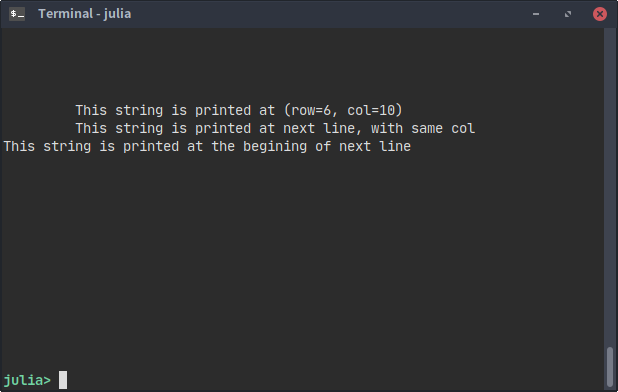 $_ Terminal - julia
This string is printed at (row=6, col=10)
This string is printed at next line, with same col
This string is printed at the begining of next line
julia>